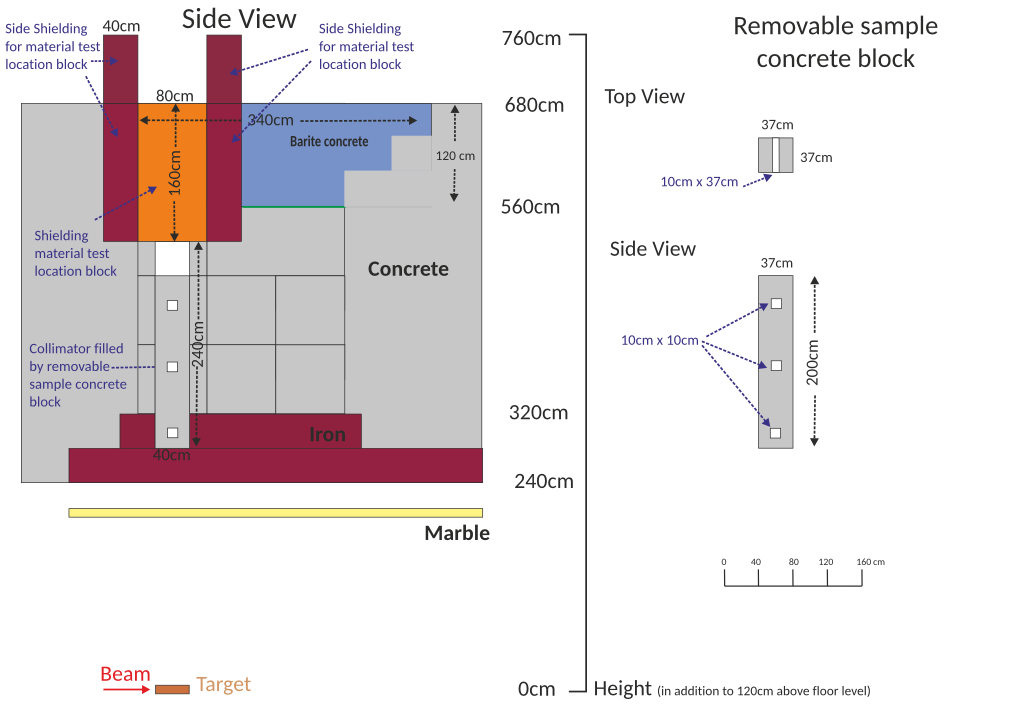 Side View
Side Shielding
for material test
location block
40cm
Side Shielding
for material test
location block
80cm
340cm
Barite concrete
120 cm
160cm
Shielding
material test
location block
Concrete
240cm
Collimator filled
by removable
sample concrete
block
Iron
40cm
Marble
Beam
Target
760cm
680cm
560cm
320cm
240cm
0cm
Height (in addition to 120cm above floor level)
Removable sample
concrete block
Top View
37cm
37cm
10cm x 37cm
Side View
37cm
10cm x 10cm
200cm
0 40 80 120 160 cm